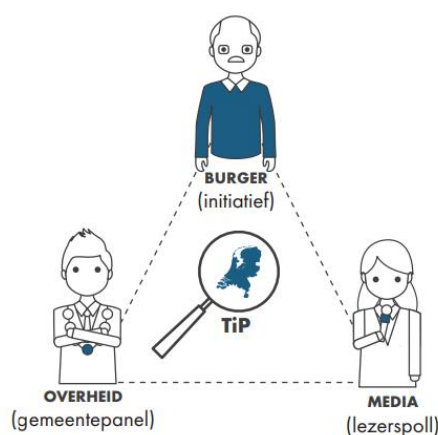 BURGER
(initiatief)
TiP
OVERHEID
(gemeentepanel)
MEDIA
(lezerspoll)